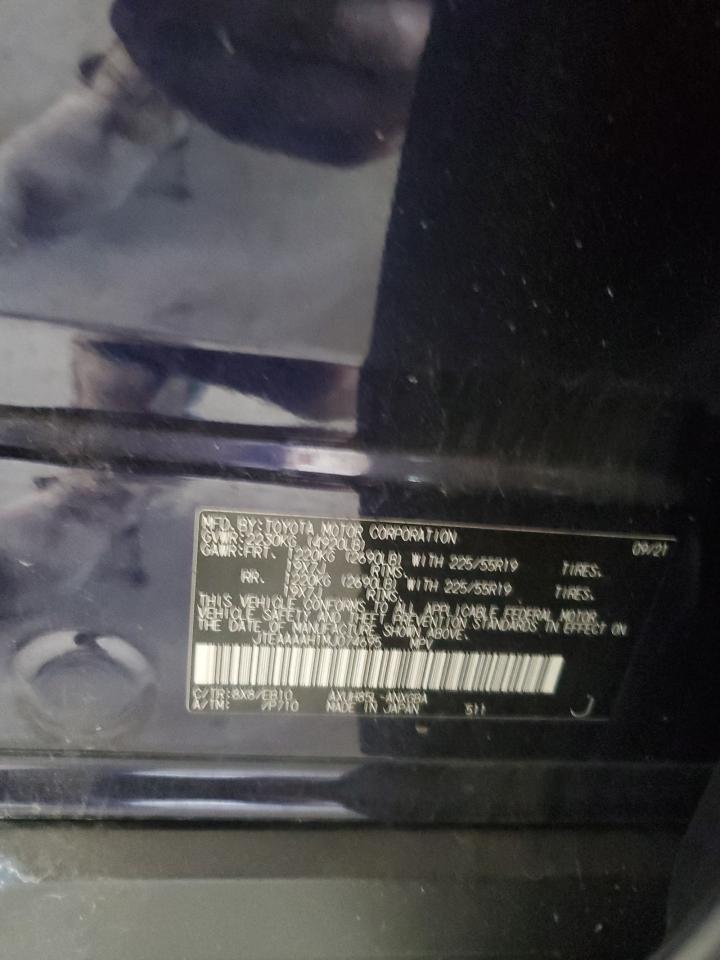 MFD. BY: TOYOTA MOTOR CORPORATION 09/21
GVWR: 2230KG (4920LB)
GAWR: FRT. 1220KG (2690LB) WITH 225/55R19 TIRES.
19X7J RIMS.
RR. 1220KG (2690LB) WITH 225/55R19 TIRES.
19X7J RIMS.
THIS VEHICLE CONFORMS TO ALL APPLICABLE FEDERAL MOTOR
VEHICLE SAFETY AND THEFT PREVENTION STANDARDS IN EFFECT ON
THE DATE OF MANUFACTURE SHOWN ABOVE.
MPV
C/TR: 8X8/EB10 AXUH85L-ANXGBA
A/TM: /P710 MADE IN JAPAN 511
J